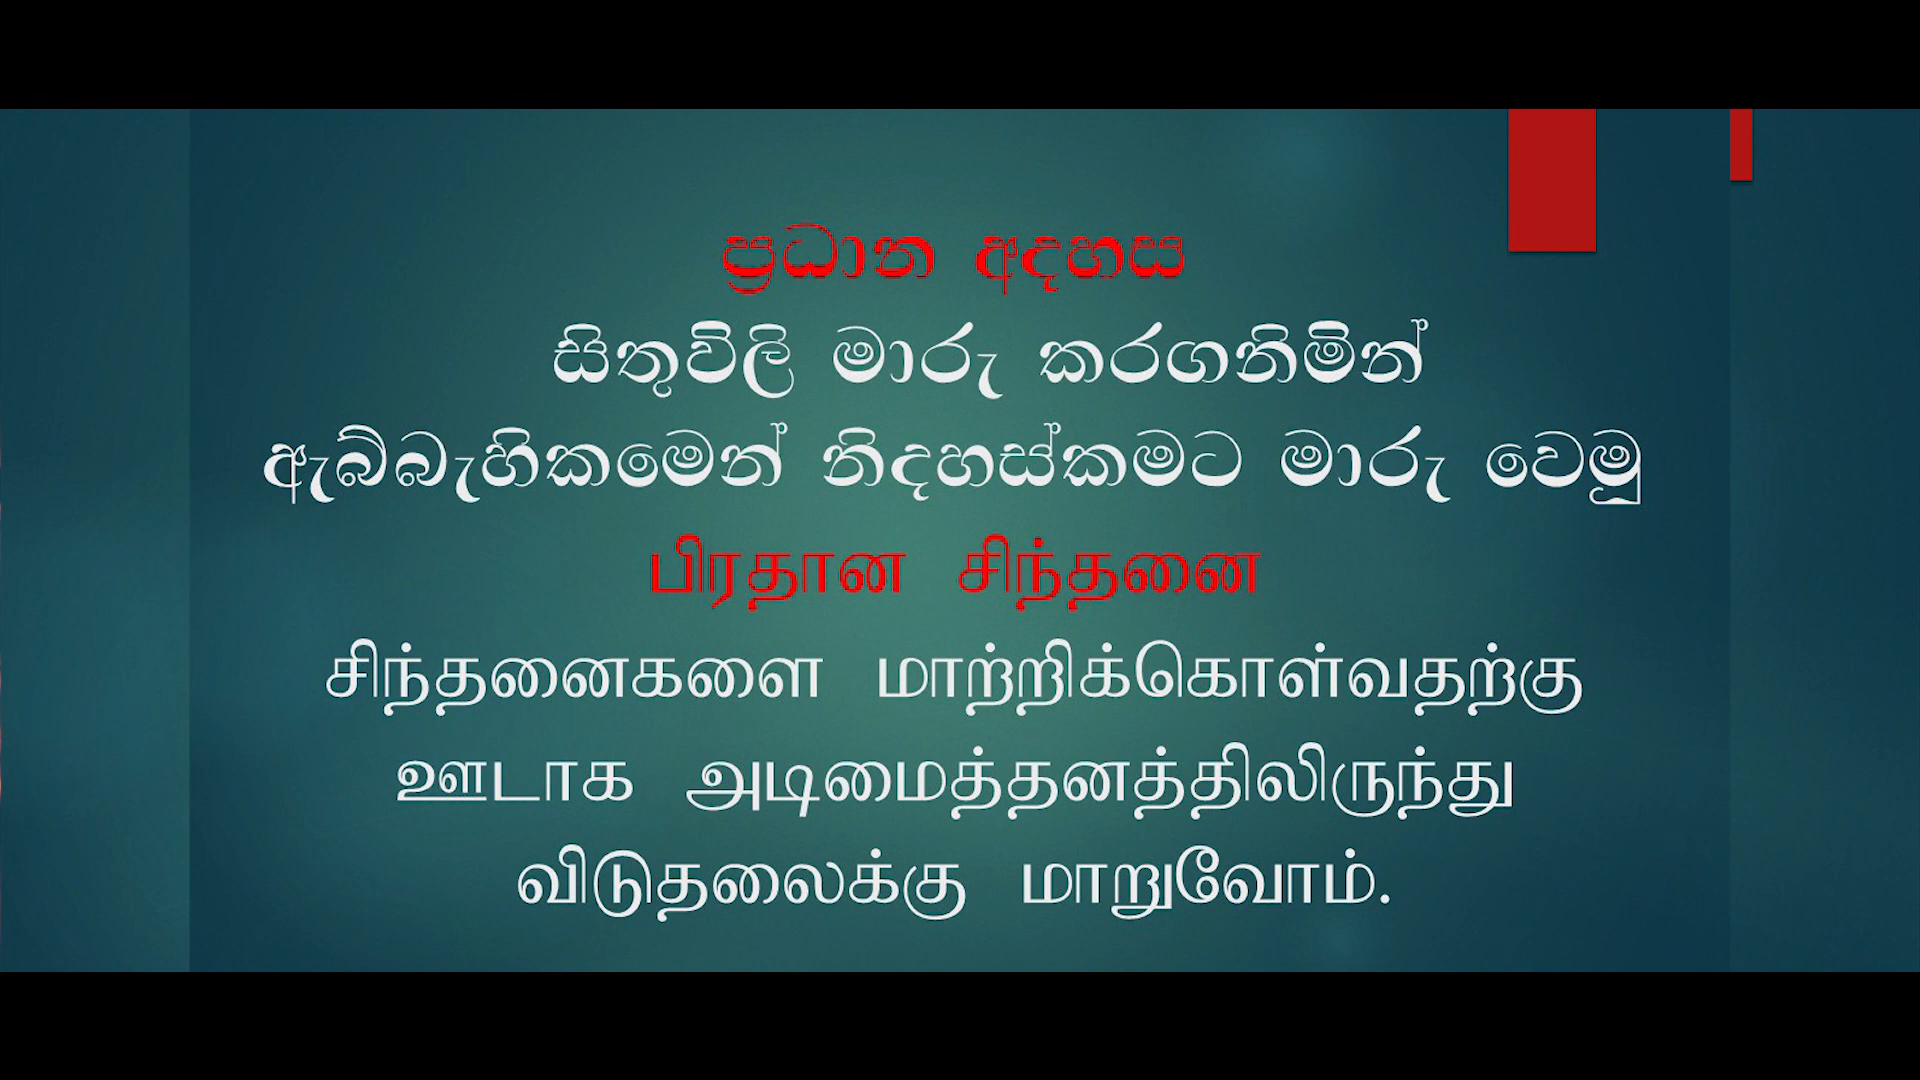 ප්‍රධාන අදහස
සිතුවිලි මාරු කරගනිමින්
ඇබ්බැහිකමෙන් නිදහස්කමට මාරු වෙමු
பிரதான சிந்தனை
சிந்தனைகளை மாற்றிக்கொள்வதற்கு
ஊடாக அடிமைத்தனத்திலிருந்து
விடுதலைக்கு மாறுவோம்.